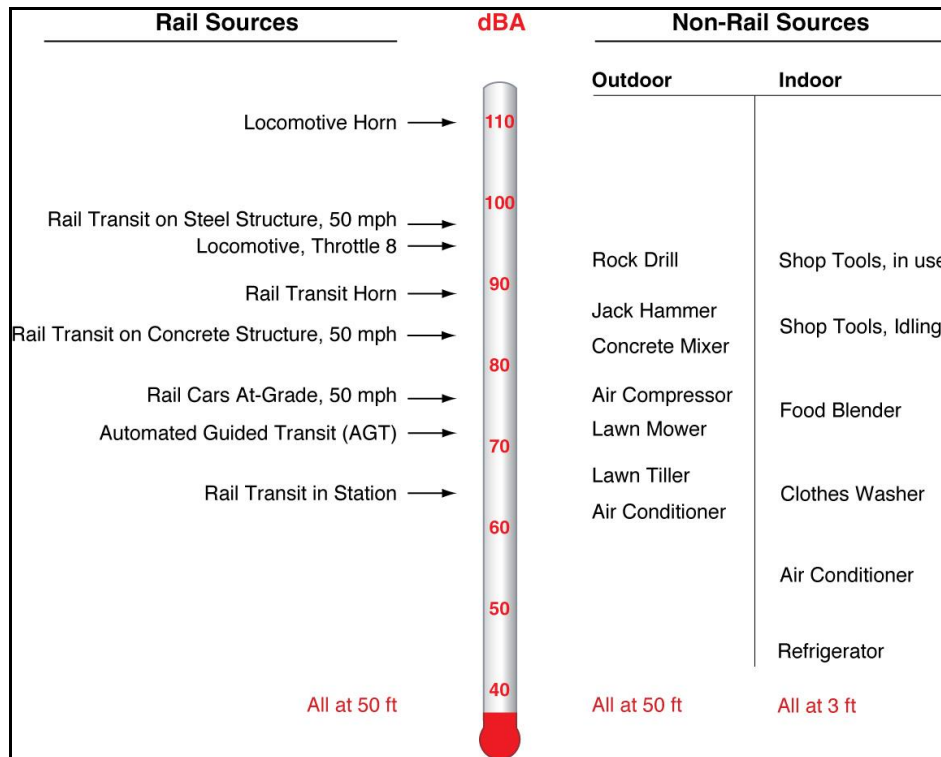 Rail Sources
dBA
Non-Rail Sources
Outdoor
Indoor
Locomotive Horn
110
100
Rail Transit on Steel Structure, 50 mph
Locomotive, Throttle 8
Rock Drill
Shop Tools, in use
90
Rail Transit Horn
Jack Hammer
Shop Tools, Idling
Rail Transit on Concrete Structure, 50 mph
Concrete Mixer
80
Rail Cars At-Grade, 50 mph
Air Compressor
Food Blender
Automated Guided Transit (AGT)
Lawn Mower
70
Lawn Tiller
Rail Transit in Station
Clothes Washer
Air Conditioner
60
Air Conditioner
50
Refrigerator
40
All at 50 ft
All at 50 ft
All at 3 ft